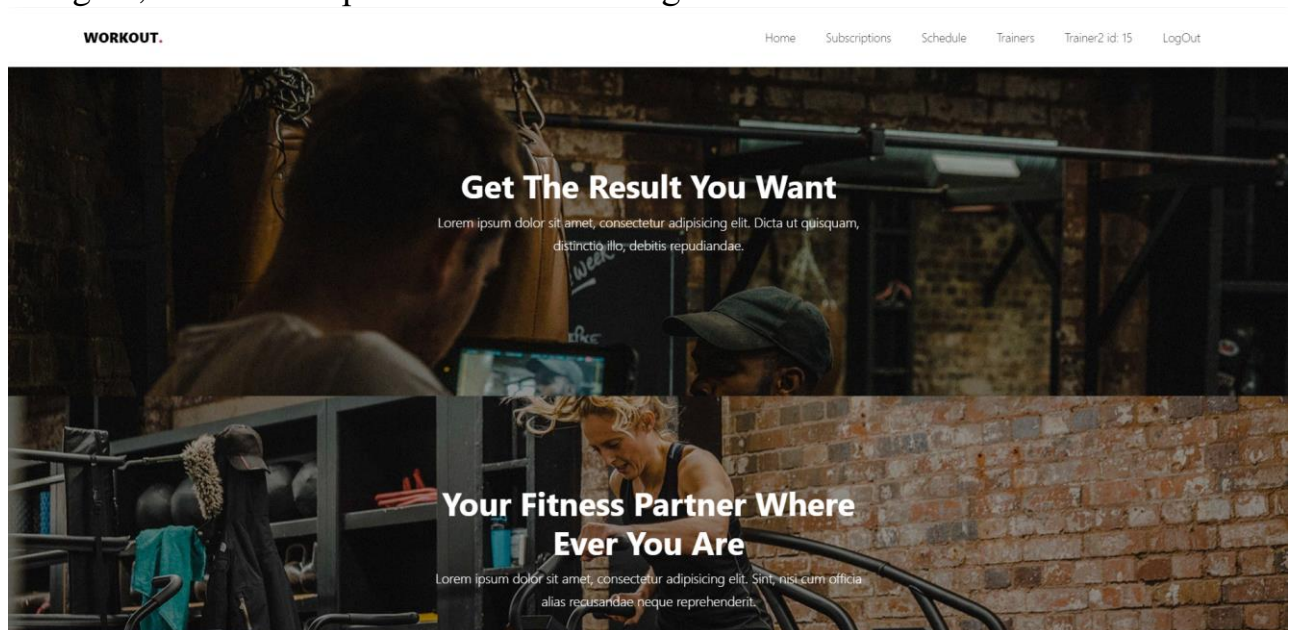 WORKOUT.
Home Subscriptions Schedule Trainers Trainer2 id: 15 LogOut
Get The Result You Want
Lorem ipsum dolor sit amet, consectetur adipisicing elit. Dicta ut quisquam,
distinctio illo, debitis repudiandae.
week
Your Fitness Partner Where
Ever You Are
Lorem ipsum dolor sit amet, consectetur adipisicing elit. Sint, nisi cum officia
alias recusandae neque reprehenderit.